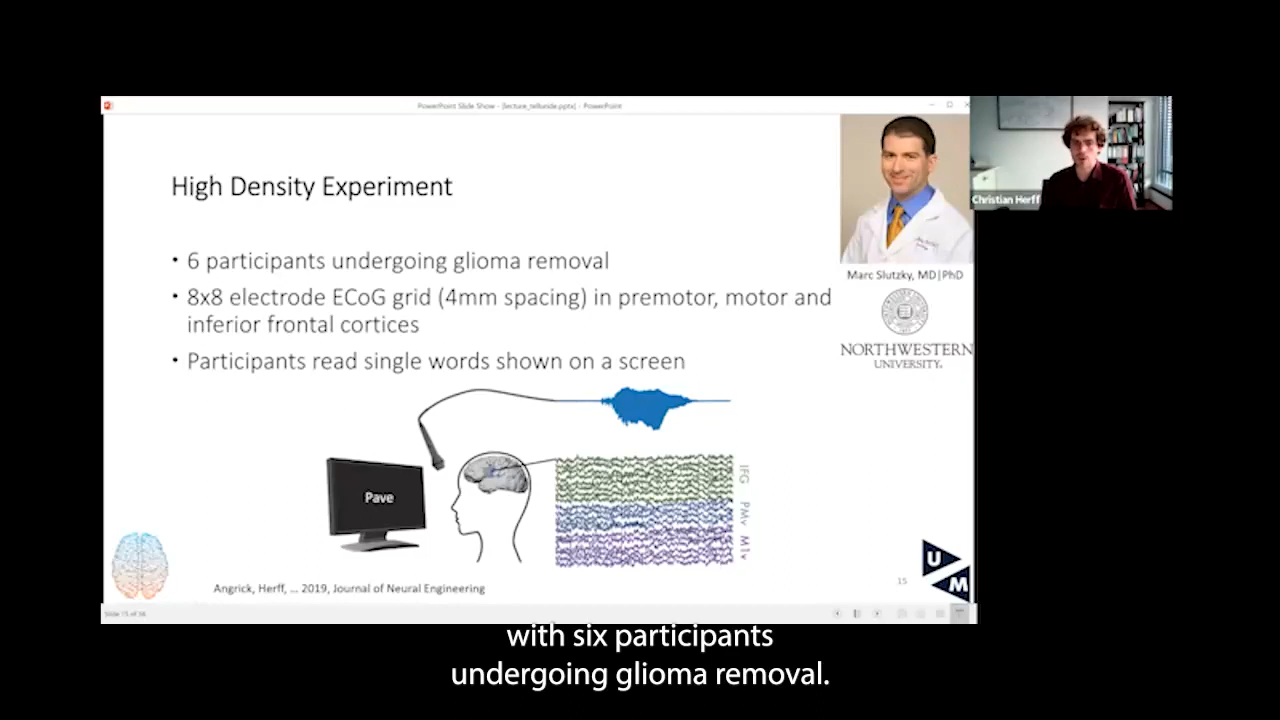 PowerPoint Slide Show - [lecture_telluride.pptx] - PowerPoint
High Density Experiment
• 6 participants undergoing glioma removal
• 8x8 electrode ECoG grid (4mm spacing) in premotor, motor and
inferior frontal cortices
• Participants read single words shown on a screen
Christian Herff
Marc Slutzky, MD|PhD
NORTHWESTERN
UNIVERSITY.
Pave
IFG
PMv
M1v
Angrick, Herff, ... 2019, Journal of Neural Engineering
15
U
M
with six participants
undergoing glioma removal.